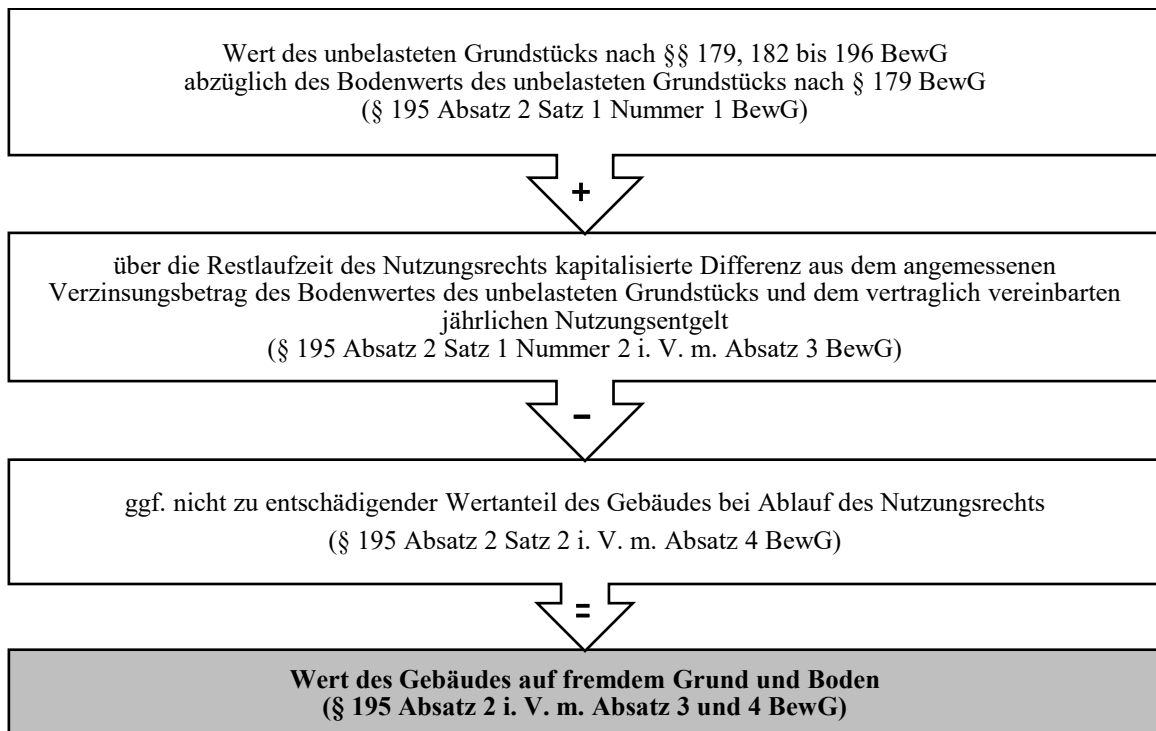 Wert des unbelasteten Grundstücks nach §§ 179, 182 bis 196 BewG
abzüglich des Bodenwerts des unbelasteten Grundstücks nach § 179 BewG
(§ 195 Absatz 2 Satz 1 Nummer 1 BewG)
+
über die Restlaufzeit des Nutzungsrechts kapitalisierte Differenz aus dem angemessenen
Verzinsungsbetrag des Bodenwertes des unbelasteten Grundstücks und dem vertraglich vereinbarten
jährlichen Nutzungsentgelt
(§ 195 Absatz 2 Satz 1 Nummer 2 i. V. m. Absatz 3 BewG)
−
ggf. nicht zu entschädigender Wertanteil des Gebäudes bei Ablauf des Nutzungsrechts
(§ 195 Absatz 2 Satz 2 i. V. m. Absatz 4 BewG)
=
Wert des Gebäudes auf fremdem Grund und Boden
(§ 195 Absatz 2 i. V. m. Absatz 3 und 4 BewG)